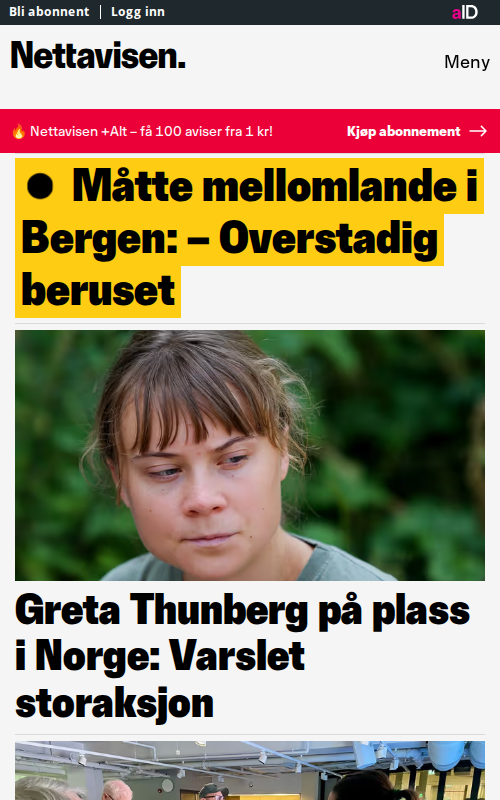 Bli abonnent | Logg inn
aID
Nettavisen.
Meny
🔥 Nettavisen +Alt – få 100 aviser fra 1 kr!
Kjøp abonnement →
● Måtte mellomlande i
Bergen: – Overstadig
beruset
Greta Thunberg på plass
i Norge: Varslet
storaksjon